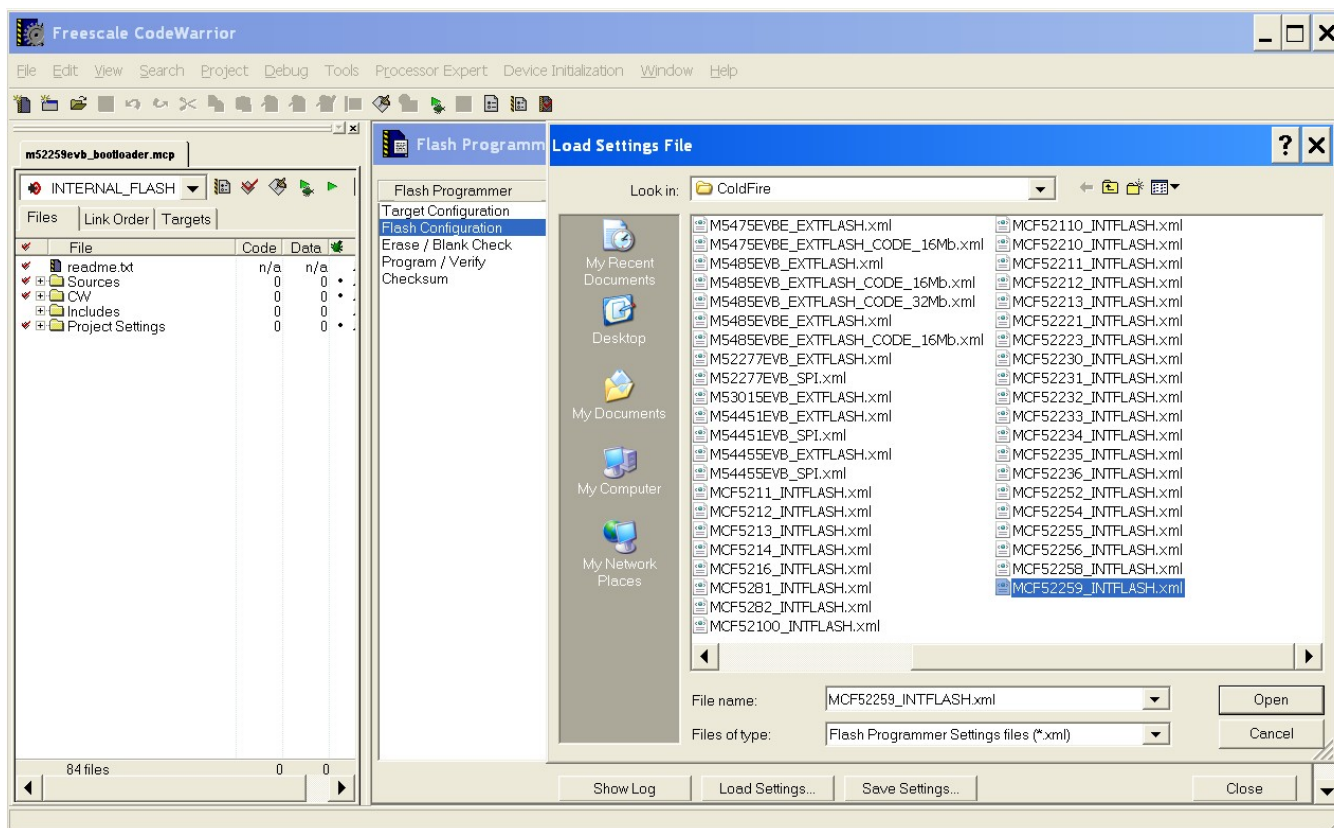 Freescale CodeWarrior
File Edit View Search Project Debug Tools Processor Expert Device Initialization Window Help
m52259evb_bootloader.mcp
INTERNAL_FLASH
Files Link Order Targets
File Code Data
readme.txt n/a n/a
Sources 0 0
CW 0 0
Includes 0 0
Project Settings 0 0
84 files 0 0
Flash Programm
Flash Programmer
Target Configuration
Flash Configuration
Erase / Blank Check
Program / Verify
Checksum
Load Settings File
Look in: ColdFire
My Recent
Documents
Desktop
My Documents
My Computer
My Network
Places
M5475EVBE_EXTFLASH.xml
M5475EVBE_EXTFLASH_CODE_16Mb.xml
M5485EVB_EXTFLASH.xml
M5485EVB_EXTFLASH_CODE_16Mb.xml
M5485EVB_EXTFLASH_CODE_32Mb.xml
M5485EVBE_EXTFLASH.xml
M5485EVBE_EXTFLASH_CODE_16Mb.xml
M52277EVB_EXTFLASH.xml
M52277EVB_SPI.xml
M53015EVB_EXTFLASH.xml
M54451EVB_EXTFLASH.xml
M54451EVB_SPI.xml
M54455EVB_EXTFLASH.xml
M54455EVB_SPI.xml
MCF5211_INTFLASH.xml
MCF5212_INTFLASH.xml
MCF5213_INTFLASH.xml
MCF5214_INTFLASH.xml
MCF5216_INTFLASH.xml
MCF5281_INTFLASH.xml
MCF5282_INTFLASH.xml
MCF52100_INTFLASH.xml
MCF52110_INTFLASH.xml
MCF52210_INTFLASH.xml
MCF52211_INTFLASH.xml
MCF52212_INTFLASH.xml
MCF52213_INTFLASH.xml
MCF52221_INTFLASH.xml
MCF52223_INTFLASH.xml
MCF52230_INTFLASH.xml
MCF52231_INTFLASH.xml
MCF52232_INTFLASH.xml
MCF52233_INTFLASH.xml
MCF52234_INTFLASH.xml
MCF52235_INTFLASH.xml
MCF52236_INTFLASH.xml
MCF52252_INTFLASH.xml
MCF52254_INTFLASH.xml
MCF52255_INTFLASH.xml
MCF52256_INTFLASH.xml
MCF52258_INTFLASH.xml
MCF52259_INTFLASH.xml
File name: MCF52259_INTFLASH.xml Open
Files of type: Flash Programmer Settings files (*.xml) Cancel
Show Log Load Settings... Save Settings... Close